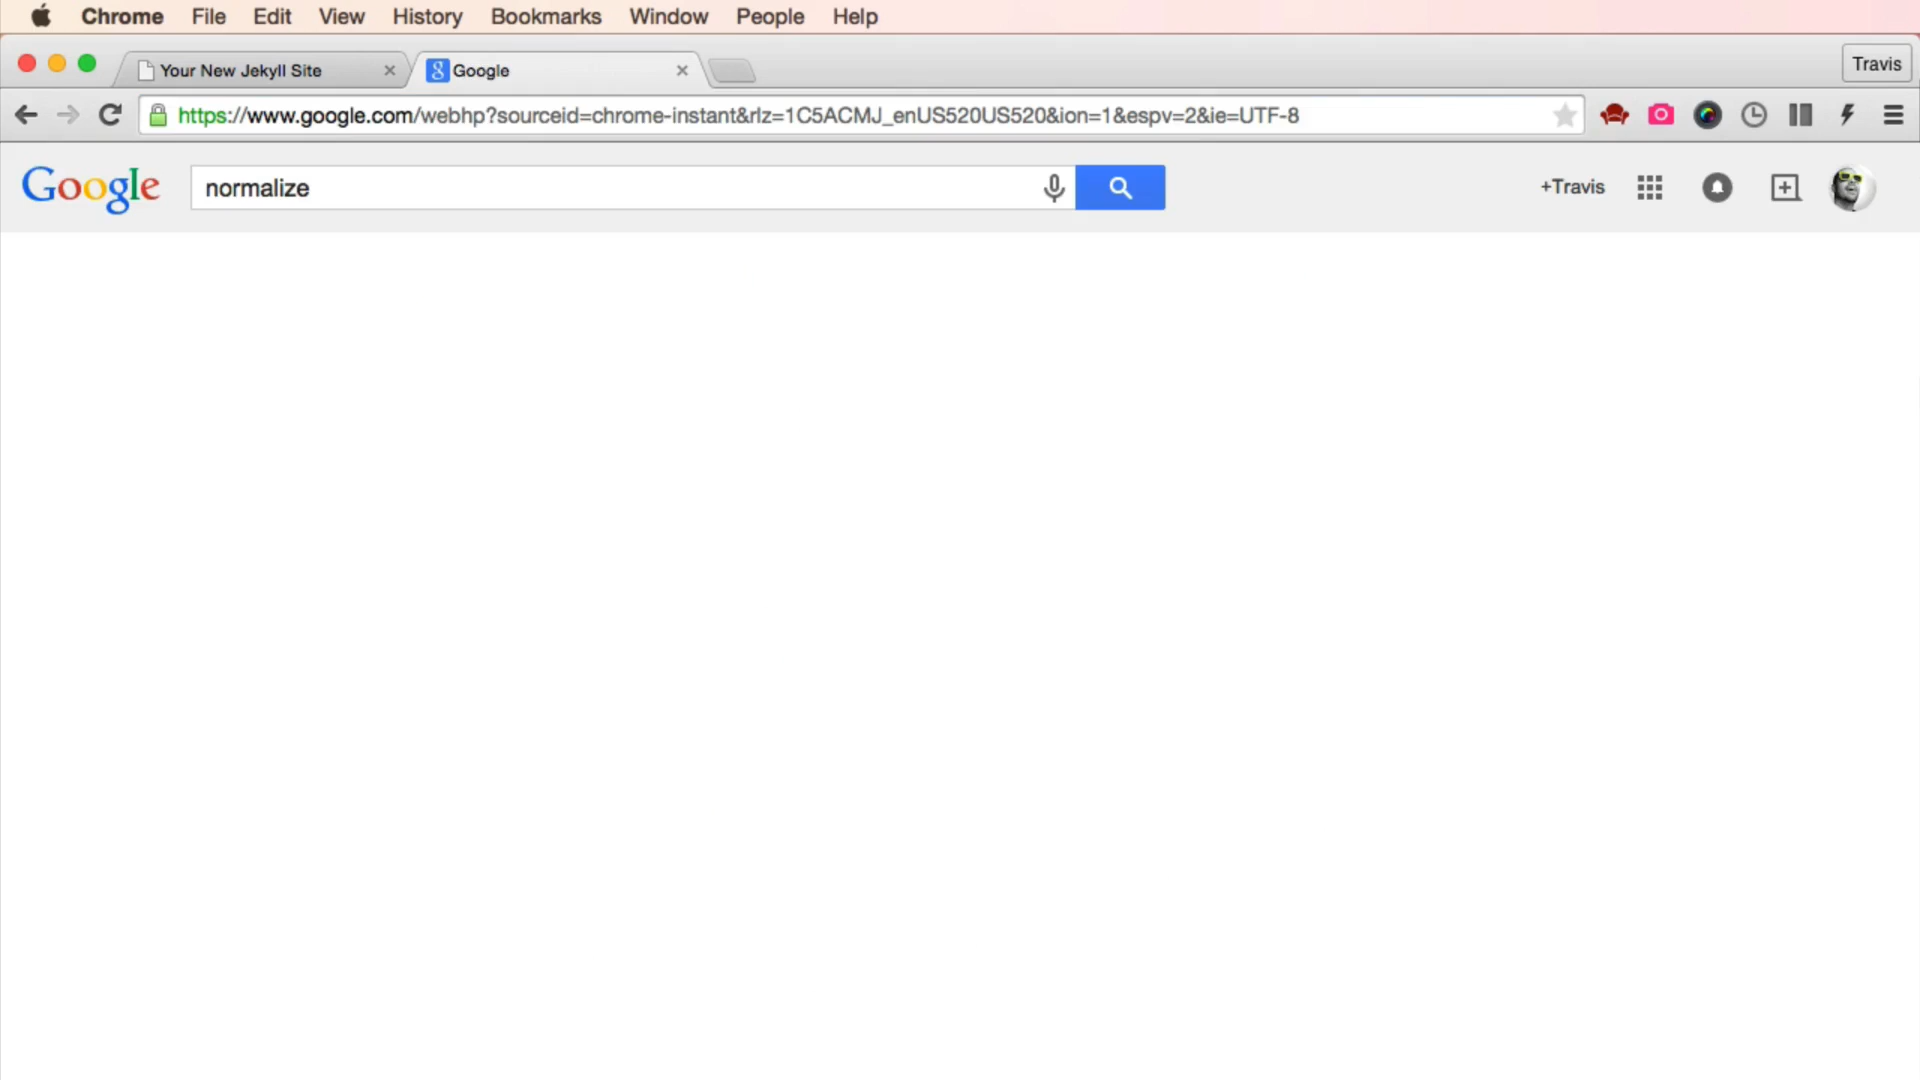 Chrome File Edit View History Bookmarks Window People Help
Your New Jekyll Site Google Travis
https://www.google.com/webhp?sourceid=chrome-instant&rlz=1C5ACMJ_enUS520US520&ion=1&espv=2&ie=UTF-8
Google normalize +Travis